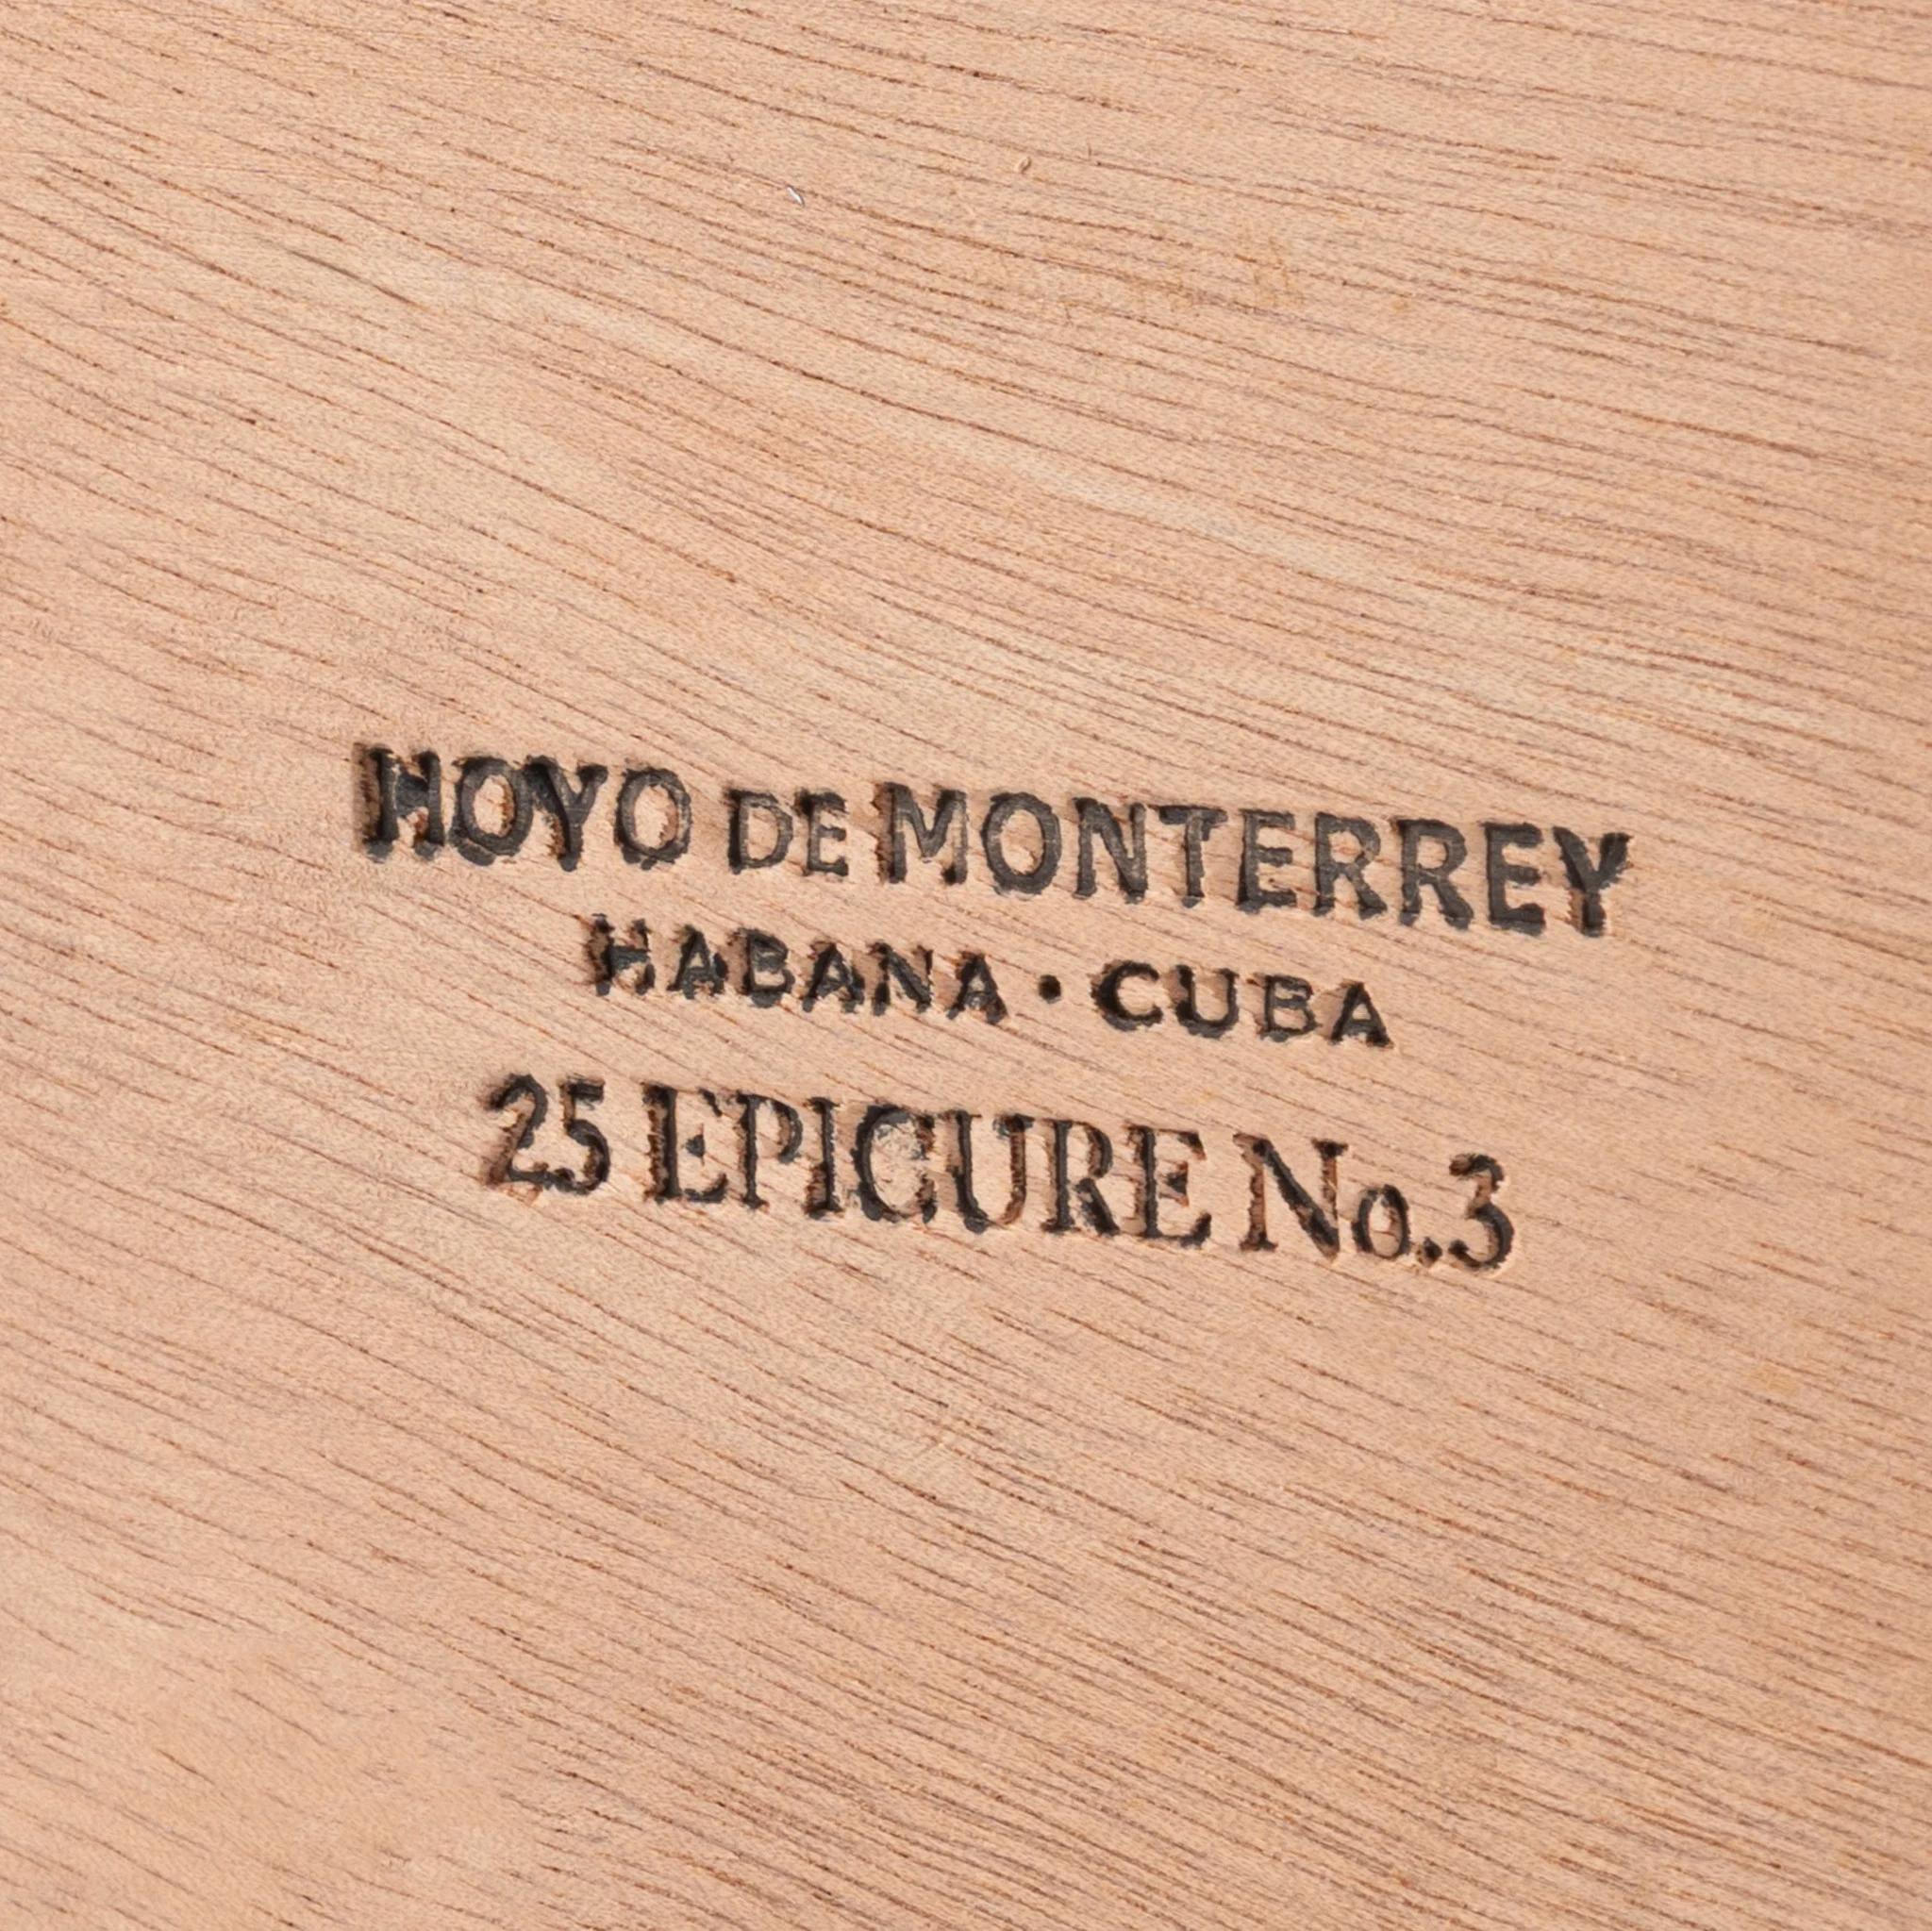 HOYO DE MONTERREY
HABANA • CUBA
25 EPICURE No.3